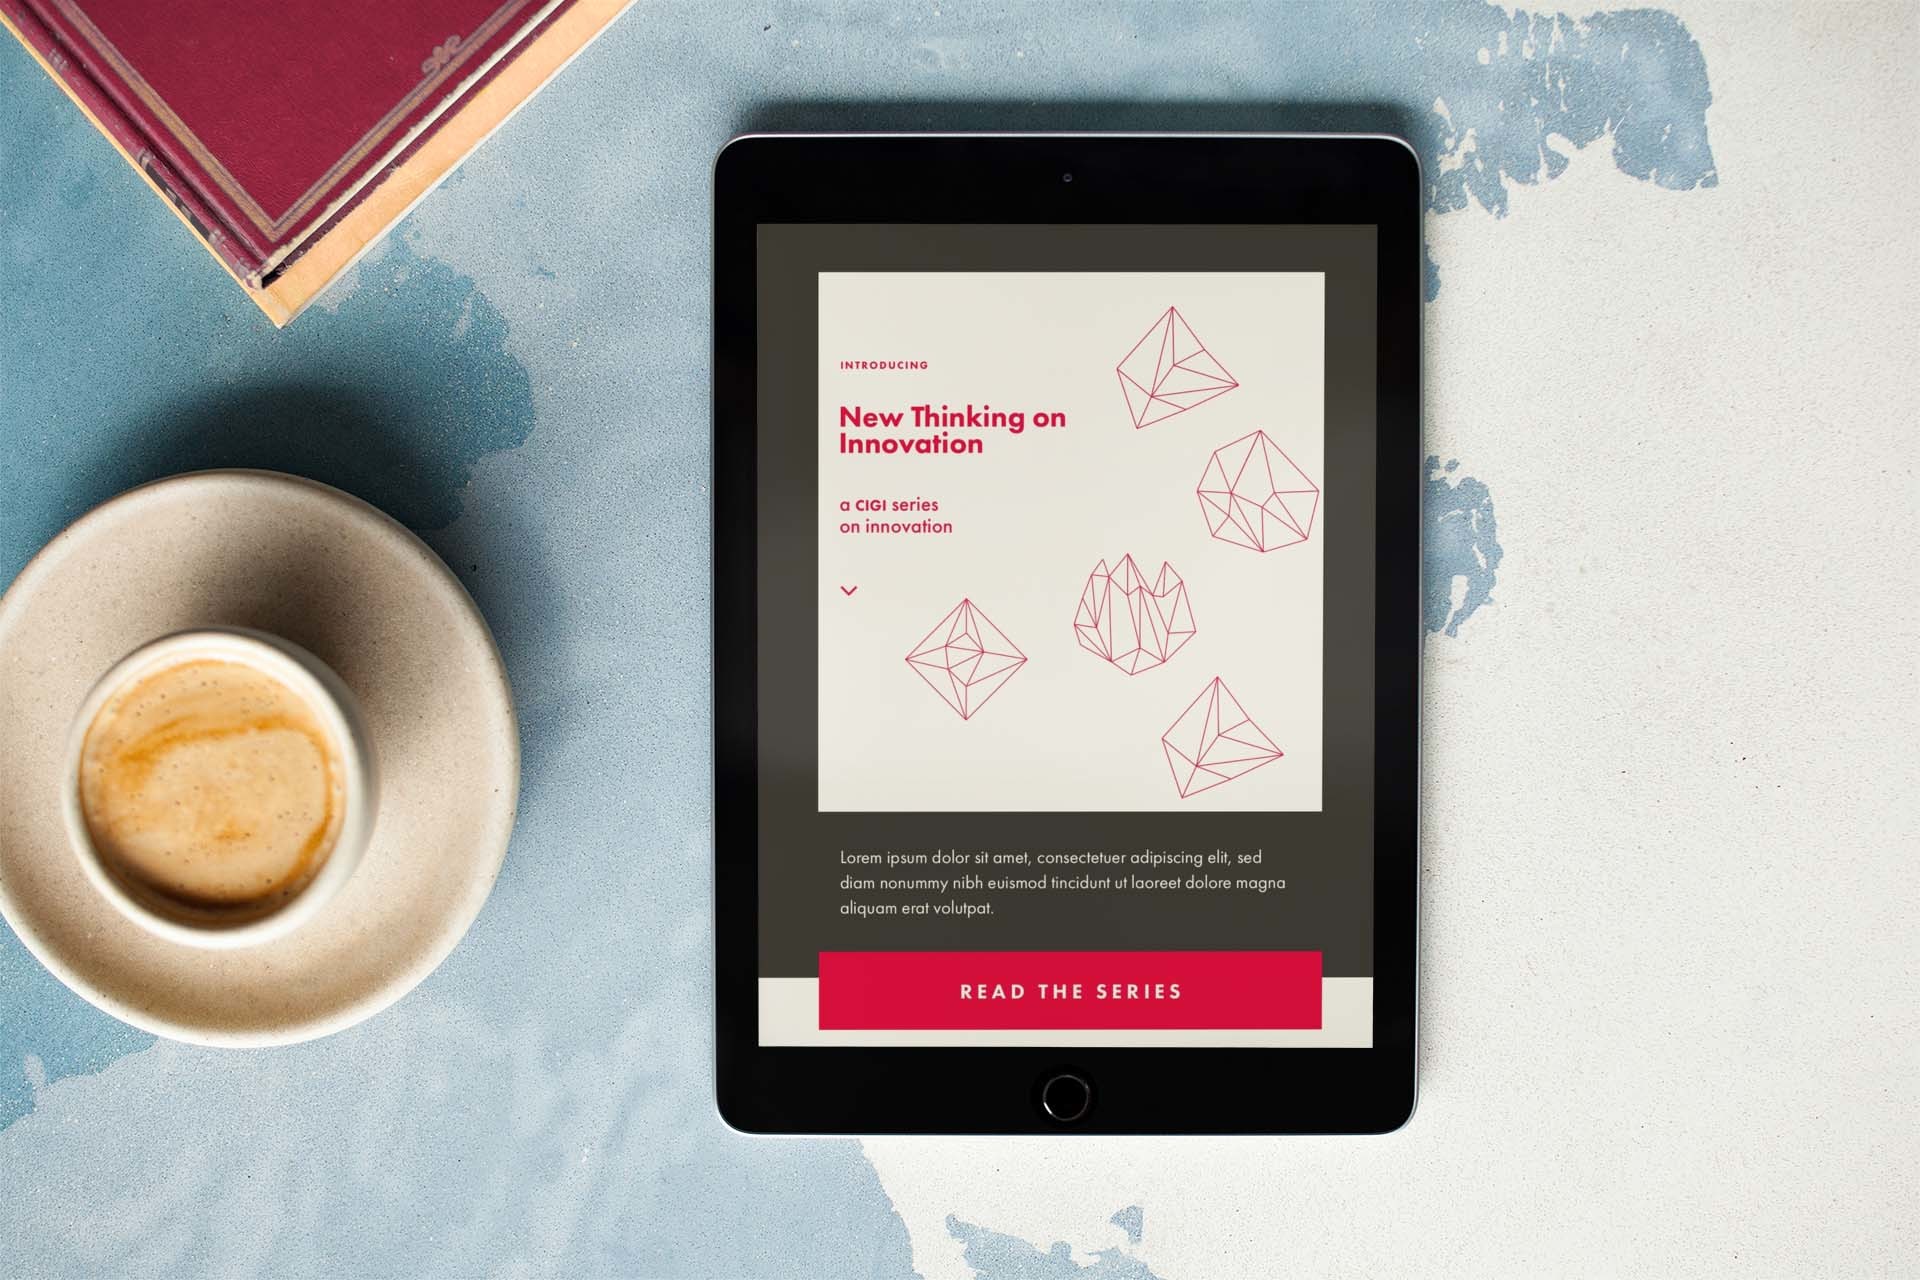 INTRODUCING
New Thinking on
Innovation
a CIGI series
on innovation
Lorem ipsum dolor sit amet, consectetuer adipiscing elit, sed
diam nonummy nibh euismod tincidunt ut laoreet dolore magna
aliquam erat volutpat.
READ THE SERIES